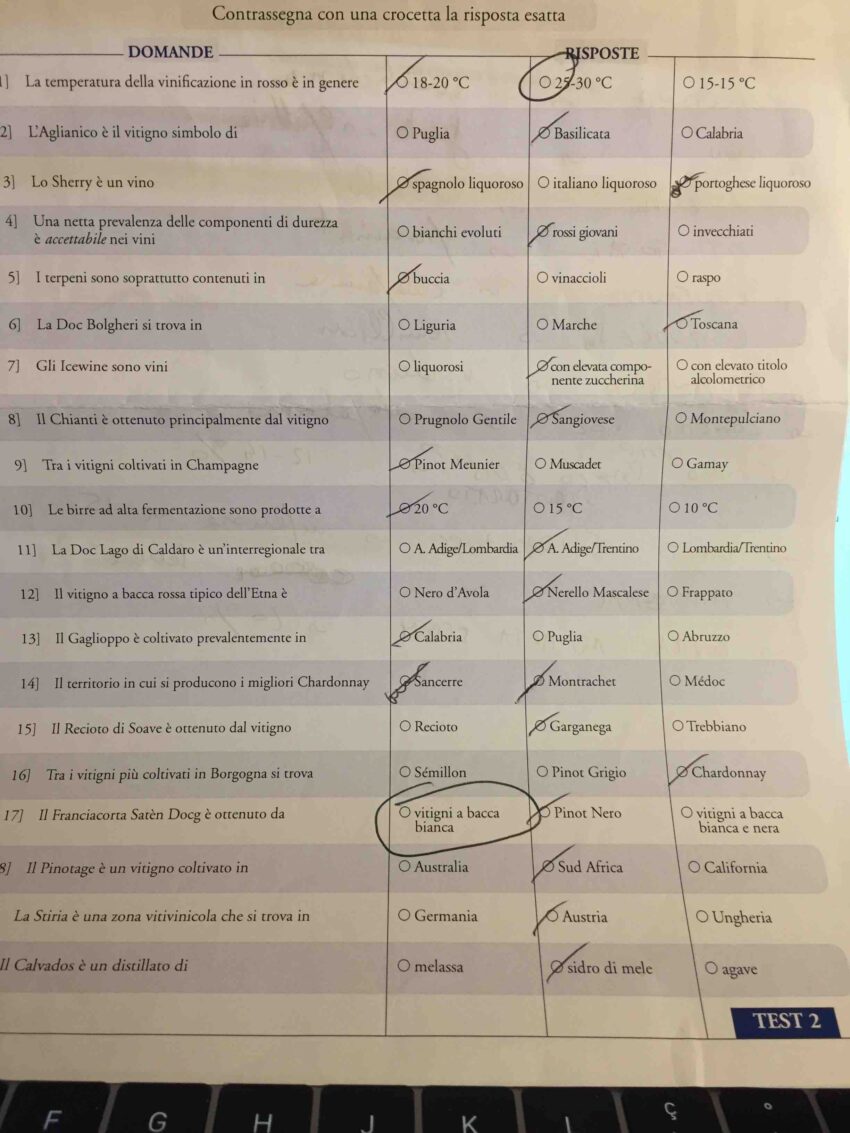 Contrassegna con una crocetta la risposta esatta
DOMANDE RISPOSTE
1] La temperatura della vinificazione in rosso è in genere 18-20 °C 25-30 °C 15-15 °C
2] L'Aglianico è il vitigno simbolo di Puglia Basilicata Calabria
3] Lo Sherry è un vino spagnolo liquoroso italiano liquoroso portoghese liquoroso
4] Una netta prevalenza delle componenti di durezza
è accettabile nei vini bianchi evoluti rossi giovani invecchiati
5] I terpeni sono soprattutto contenuti in buccia vinaccioli raspo
6] La Doc Bolgheri si trova in Liguria Marche Toscana
7] Gli Icewine sono vini liquorosi con elevata compo- con elevato titolo
nente zuccherina alcolometrico
8] Il Chianti è ottenuto principalmente dal vitigno Prugnolo Gentile Sangiovese Montepulciano
9] Tra i vitigni coltivati in Champagne Pinot Meunier Muscadet Gamay
10] Le birre ad alta fermentazione sono prodotte a 20 °C 15 °C 10 °C
11] La Doc Lago di Caldaro è un'interregionale tra A. Adige/Lombardia A. Adige/Trentino Lombardia/Trentino
12] Il vitigno a bacca rossa tipico dell'Etna è Nero d'Avola Nerello Mascalese Frappato
13] Il Gaglioppo è coltivato prevalentemente in Calabria Puglia Abruzzo
14] Il territorio in cui si producono i migliori Chardonnay Sancerre Montrachet Médoc
15] Il Recioto di Soave è ottenuto dal vitigno Recioto Garganega Trebbiano
16] Tra i vitigni più coltivati in Borgogna si trova Sémillon Pinot Grigio Chardonnay
17] Il Franciacorta Satèn Docg è ottenuto da vitigni a bacca Pinot Nero vitigni a bacca
bianca bianca e nera
8] Il Pinotage è un vitigno coltivato in Australia Sud Africa California
La Stiria è una zona vitivinicola che si trova in Germania Austria Ungheria
Il Calvados è un distillato di melassa sidro di mele agave
TEST 2
F G H J K L Ç °